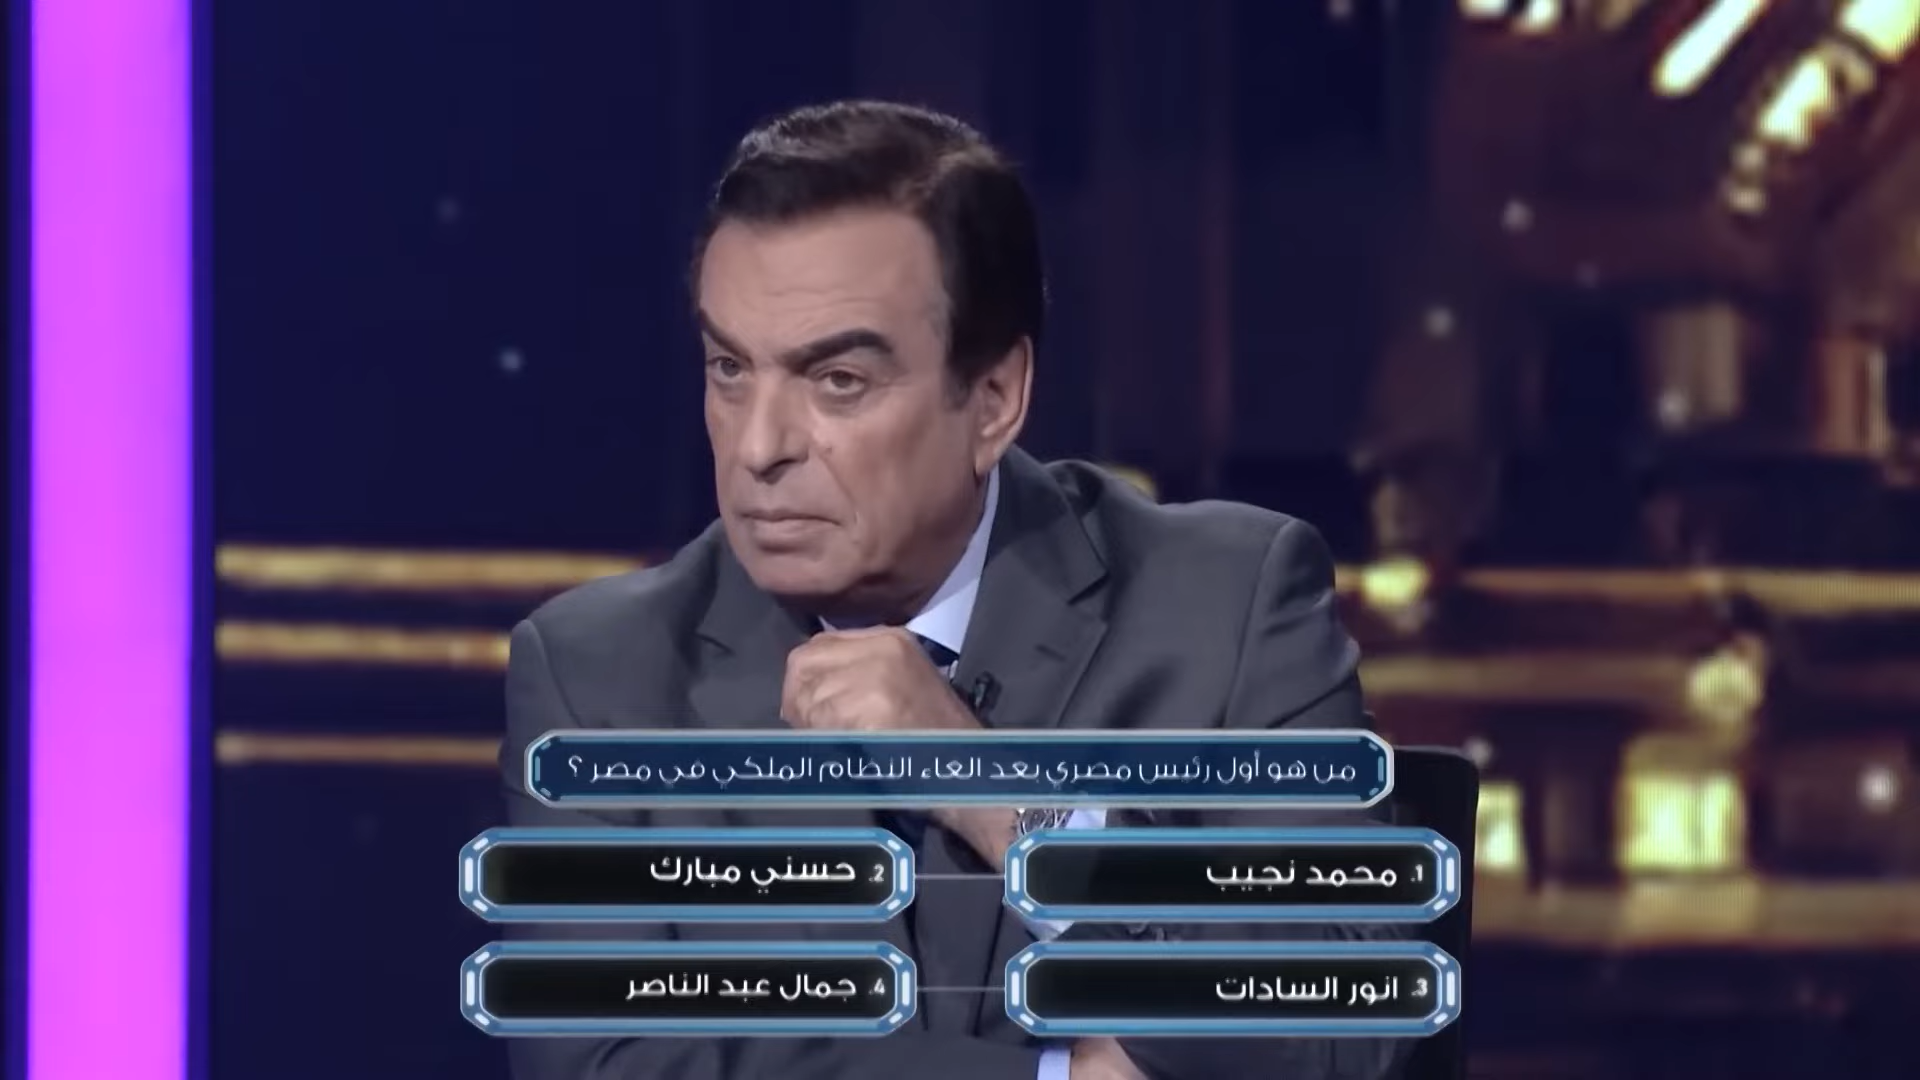 من هو أول رئيس مصري بعد الغاء النظام الملكي في مصر ؟
1. محمد نجيب
2. حسني مبارك
3. انور السادات
4. جمال عبد الناصر